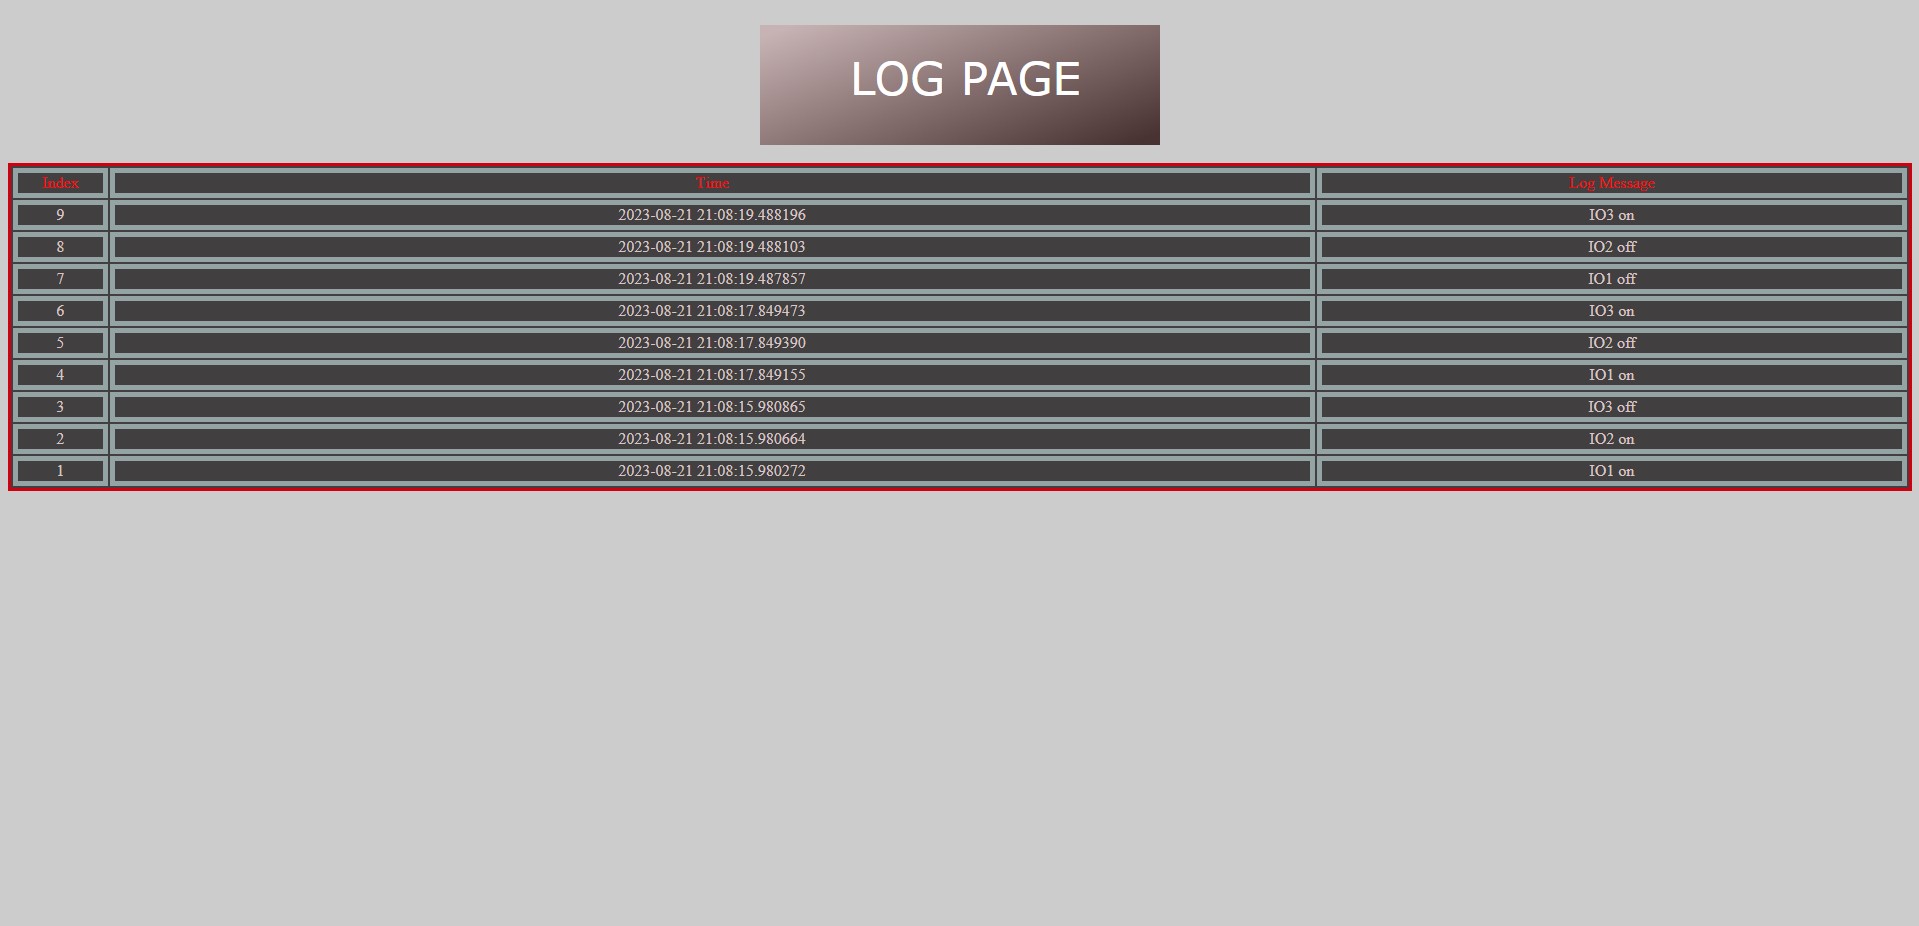 LOG PAGE
Index Time Log Message
9 2023-08-21 21:08:19.488196 IO3 on
8 2023-08-21 21:08:19.488103 IO2 off
7 2023-08-21 21:08:19.487857 IO1 off
6 2023-08-21 21:08:17.849473 IO3 on
5 2023-08-21 21:08:17.849390 IO2 off
4 2023-08-21 21:08:17.849155 IO1 on
3 2023-08-21 21:08:15.980865 IO3 off
2 2023-08-21 21:08:15.980664 IO2 on
1 2023-08-21 21:08:15.980272 IO1 on